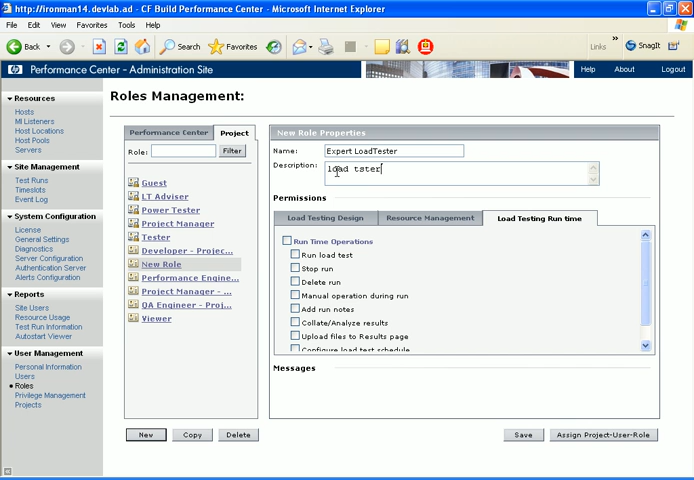 http://ironman14.devlab.ad - CF Build Performance Center - Microsoft Internet Explorer
File Edit View Favorites Tools Help
Back Search Favorites Links SnagIt
hp Performance Center - Administration Site Help About Logout
Resources
Hosts
MI Listeners
Host Locations
Host Pools
Servers
Site Management
Test Runs
Timeslots
Event Log
System Configuration
License
General Settings
Diagnostics
Server Configuration
Authentication Server
Alerts Configuration
Reports
Site Users
Resource Usage
Test Run Information
Autostart Viewer
User Management
Personal Information
Users
Roles
Privilege Management
Projects
Roles Management:
Performance Center Project
Role: Filter
Guest
LT Adviser
Power Tester
Project Manager
Tester
Developer - Projec...
New Role
Performance Engine...
Project Manager - ...
QA Engineer - Proj...
Viewer
New Copy Delete
New Role Properties
Name: Expert LoadTester
Description: load tster
Permissions
Load Testing Design Resource Management Load Testing Run time
Run Time Operations
Run load test
Stop run
Delete run
Manual operation during run
Add run notes
Collate/Analyze results
Upload files to Results page
Configure load test schedule
Messages
Save Assign Project-User-Role